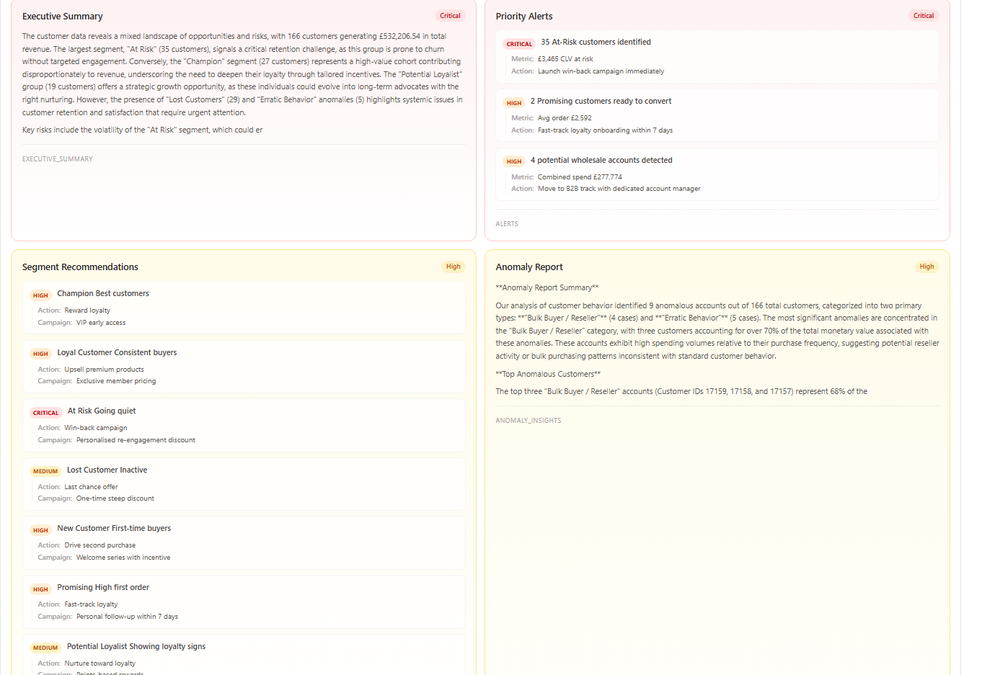 Executive Summary
Critical
The customer data reveals a mixed landscape of opportunities and risks, with 166 customers generating £532,206.54 in total
revenue. The largest segment, "At Risk" (35 customers), signals a critical retention challenge, as this group is prone to churn
without targeted engagement. Conversely, the "Champion" segment (27 customers) represents a high-value cohort contributing
disproportionately to revenue, underscoring the need to deepen their loyalty through tailored incentives. The "Potential Loyalist"
group (19 customers) offers a strategic growth opportunity, as these individuals could evolve into long-term advocates with the
right nurturing. However, the presence of "Lost Customers" (29) and "Erratic Behavior" anomalies (5) highlights systemic issues in
customer retention and satisfaction that require urgent attention.
Key risks include the volatility of the "At Risk" segment, which could er
EXECUTIVE_SUMMARY
Priority Alerts
Critical
CRITICAL 35 At-Risk customers identified
Metric: £3,465 CLV at risk
Action: Launch win-back campaign immediately
HIGH 2 Promising customers ready to convert
Metric: Avg order £2,592
Action: Fast-track loyalty onboarding within 7 days
HIGH 4 potential wholesale accounts detected
Metric: Combined spend £277,774
Action: Move to B2B track with dedicated account manager
ALERTS
Segment Recommendations
High
HIGH Champion Best customers
Action: Reward loyalty
Campaign: VIP early access
HIGH Loyal Customer Consistent buyers
Action: Upsell premium products
Campaign: Exclusive member pricing
CRITICAL At Risk Going quiet
Action: Win-back campaign
Campaign: Personalised re-engagement discount
MEDIUM Lost Customer Inactive
Action: Last chance offer
Campaign: One-time steep discount
HIGH New Customer First-time buyers
Action: Drive second purchase
Campaign: Welcome series with incentive
HIGH Promising High first order
Action: Fast-track loyalty
Campaign: Personal follow-up within 7 days
MEDIUM Potential Loyalist Showing loyalty signs
Action: Nurture toward loyalty
Campaign: Points-based rewards
Anomaly Report
High
**Anomaly Report Summary**
Our analysis of customer behavior identified 9 anomalous accounts out of 166 total customers, categorized into two primary
types: **"Bulk Buyer / Reseller"** (4 cases) and **"Erratic Behavior"** (5 cases). The most significant anomalies are concentrated in
the "Bulk Buyer / Reseller" category, with three customers accounting for over 70% of the total monetary value associated with
these anomalies. These accounts exhibit high spending volumes relative to their purchase frequency, suggesting potential reseller
activity or bulk purchasing patterns inconsistent with standard customer behavior.
**Top Anomalous Customers**
The top three "Bulk Buyer / Reseller" accounts (Customer IDs 17159, 17158, and 17157) represent 68% of the
ANOMALY_INSIGHTS